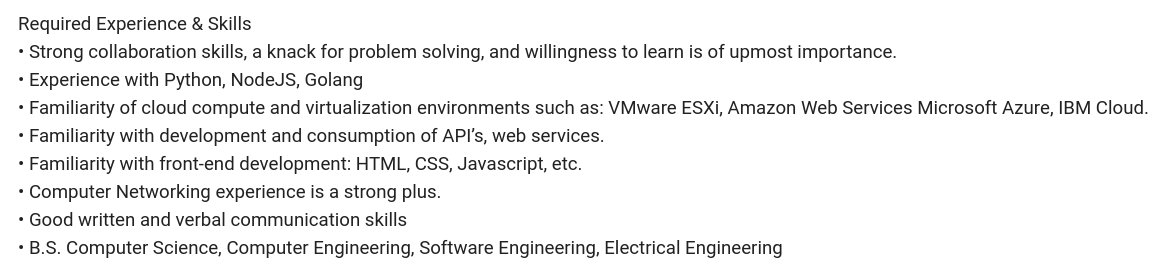 Required Experience & Skills
• Strong collaboration skills, a knack for problem solving, and willingness to learn is of upmost importance.
• Experience with Python, NodeJS, Golang
• Familiarity of cloud compute and virtualization environments such as: VMware ESXi, Amazon Web Services Microsoft Azure, IBM Cloud.
• Familiarity with development and consumption of API’s, web services.
• Familiarity with front-end development: HTML, CSS, Javascript, etc.
• Computer Networking experience is a strong plus.
• Good written and verbal communication skills
• B.S. Computer Science, Computer Engineering, Software Engineering, Electrical Engineering